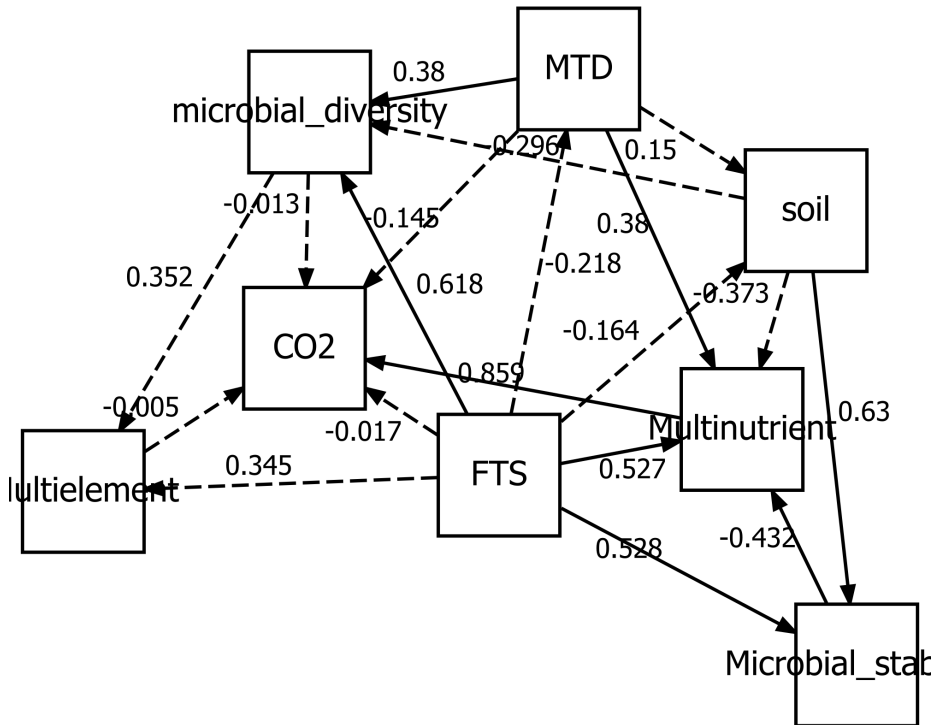 MTD
0.38
microbial_diversity
0.296
0.15
soil
-0.013
-0.145
0.38
0.352
0.618
-0.218
-0.373
-0.164
CO2
0.859
-0.005
-0.017
Multinutrient
0.63
0.345
FTS
0.527
ultielement
0.528
-0.432
Microbial_stab